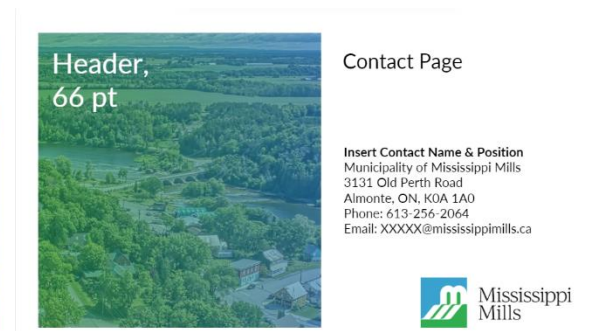 Header,
66 pt
Contact Page
Insert Contact Name & Position
Municipality of Mississippi Mills
3131 Old Perth Road
Almonte, ON, K0A 1A0
Phone: 613-256-2064
Email: XXXXX@mississippimills.ca
Mississippi
Mills